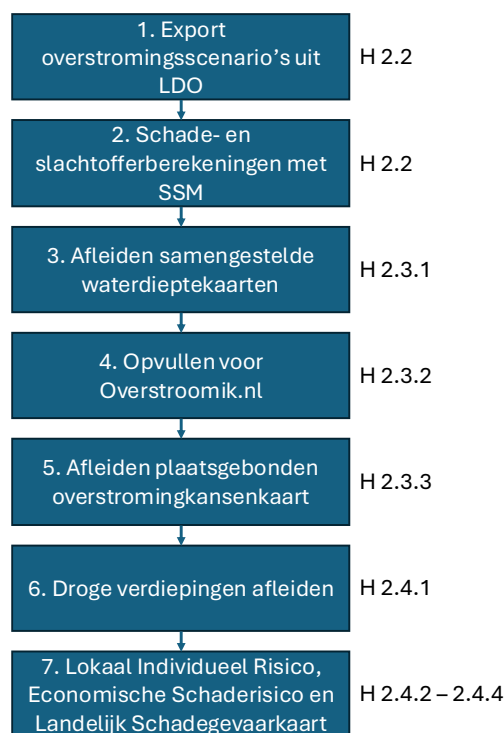 1. Export
overstromingsscenario’s uit
LDO
H 2.2
2. Schade- en
slachtofferberekeningen met
SSM
H 2.2
3. Afleiden samengestelde
waterdieptekaarten
H 2.3.1
4. Opvullen voor
Overstroomik.nl
H 2.3.2
5. Afleiden plaatsgebonden
overstromingkansenkaart
H 2.3.3
6. Droge verdiepingen afleiden
H 2.4.1
7. Lokaal Individueel Risico,
Economische Schaderisico en
Landelijk Schadegevaarkaart
H 2.4.2 – 2.4.4